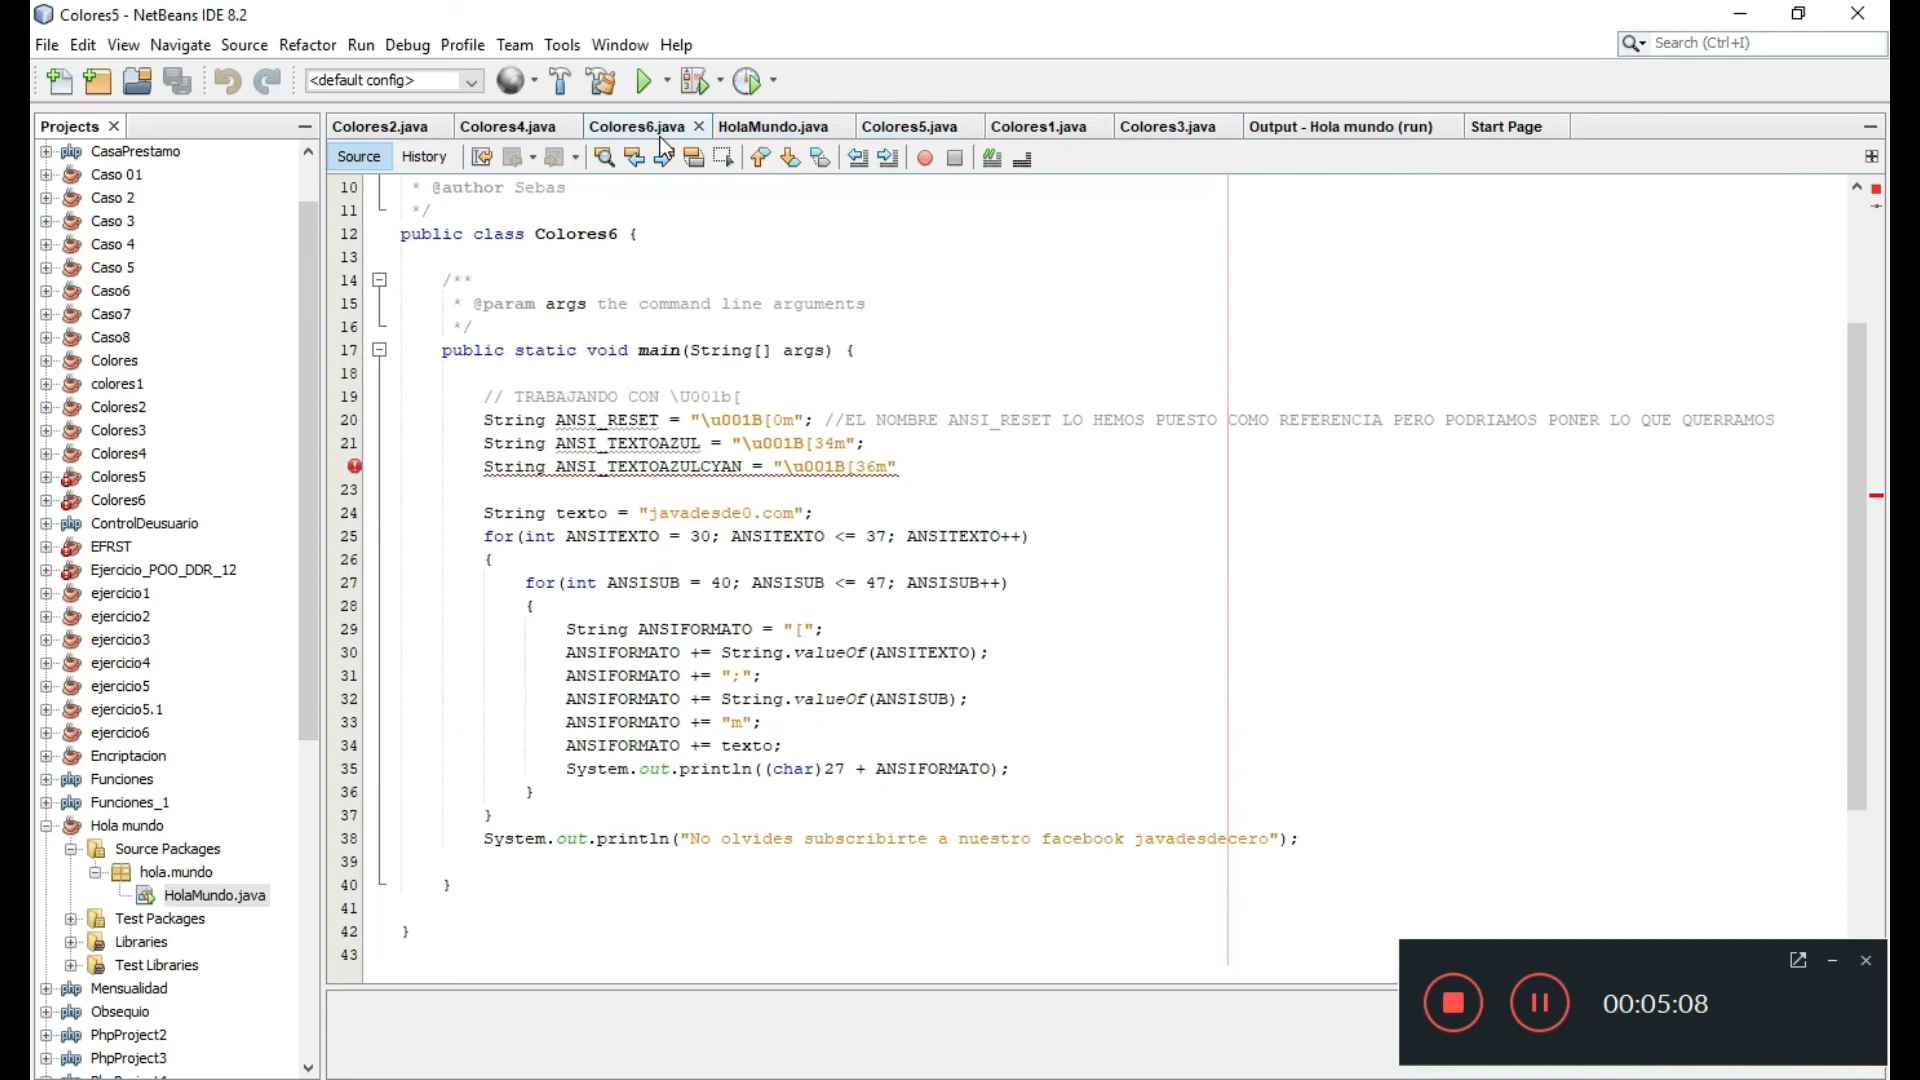 Colores5 - NetBeans IDE 8.2
File Edit View Navigate Source Refactor Run Debug Profile Team Tools Window Help
Search (Ctrl+I)
<default config>
Projects
Colores2.java Colores4.java Colores6.java HolaMundo.java Colores5.java Colores1.java Colores3.java Output - Hola mundo (run) Start Page
Source History
CasaPrestamo
Caso 01
Caso 2
Caso 3
Caso 4
Caso 5
Caso6
Caso7
Caso8
Colores
colores1
Colores2
Colores3
Colores4
Colores5
Colores6
ControlDeusuario
EFRST
Ejercicio_POO_DDR_12
ejercicio1
ejercicio2
ejercicio3
ejercicio4
ejercicio5
ejercicio5.1
ejercicio6
Encriptacion
Funciones
Funciones_1
Hola mundo
Source Packages
hola.mundo
HolaMundo.java
Test Packages
Libraries
Test Libraries
Mensualidad
Obsequio
PhpProject2
PhpProject3
10 * @author Sebas
11 */
12 public class Colores6 {
13
14 /**
15 * @param args the command line arguments
16 */
17 public static void main(String[] args) {
18
19 // TRABAJANDO CON \U001b[
20 String ANSI_RESET = "\u001B[0m"; //EL NOMBRE ANSI_RESET LO HEMOS PUESTO COMO REFERENCIA PERO PODRIAMOS PONER LO QUE QUERRAMOS
21 String ANSI_TEXTOAZUL = "\u001B[34m";
String ANSI_TEXTOAZULCYAN = "\u001B[36m"
23
24 String texto = "javadesde0.com";
25 for(int ANSITEXTO = 30; ANSITEXTO <= 37; ANSITEXTO++)
26 {
27 for(int ANSISUB = 40; ANSISUB <= 47; ANSISUB++)
28 {
29 String ANSIFORMATO = "[";
30 ANSIFORMATO += String.valueOf(ANSITEXTO);
31 ANSIFORMATO += ";";
32 ANSIFORMATO += String.valueOf(ANSISUB);
33 ANSIFORMATO += "m";
34 ANSIFORMATO += texto;
35 System.out.println((char)27 + ANSIFORMATO);
36 }
37 }
38 System.out.println("No olvides subscribirte a nuestro facebook javadesdecero");
39
40 }
41
42 }
43
00:05:08